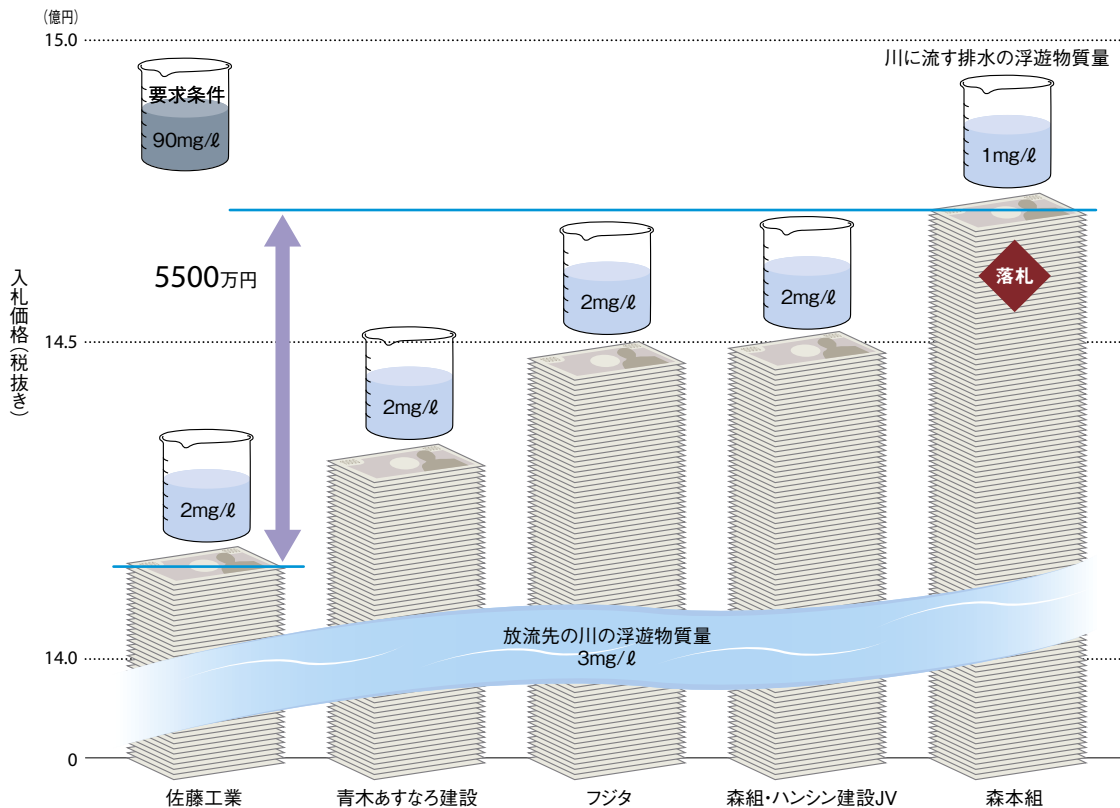 (億円)
15.0
川に流す排水の浮遊物質量
要求条件
90mg/ℓ
1mg/ℓ
5500万円
2mg/ℓ
2mg/ℓ
落札
入札価格(税抜き)
14.5
2mg/ℓ
2mg/ℓ
放流先の川の浮遊物質量
3mg/ℓ
14.0
0
佐藤工業
青木あすなろ建設
フジタ
森組・ハンシン建設JV
森本組